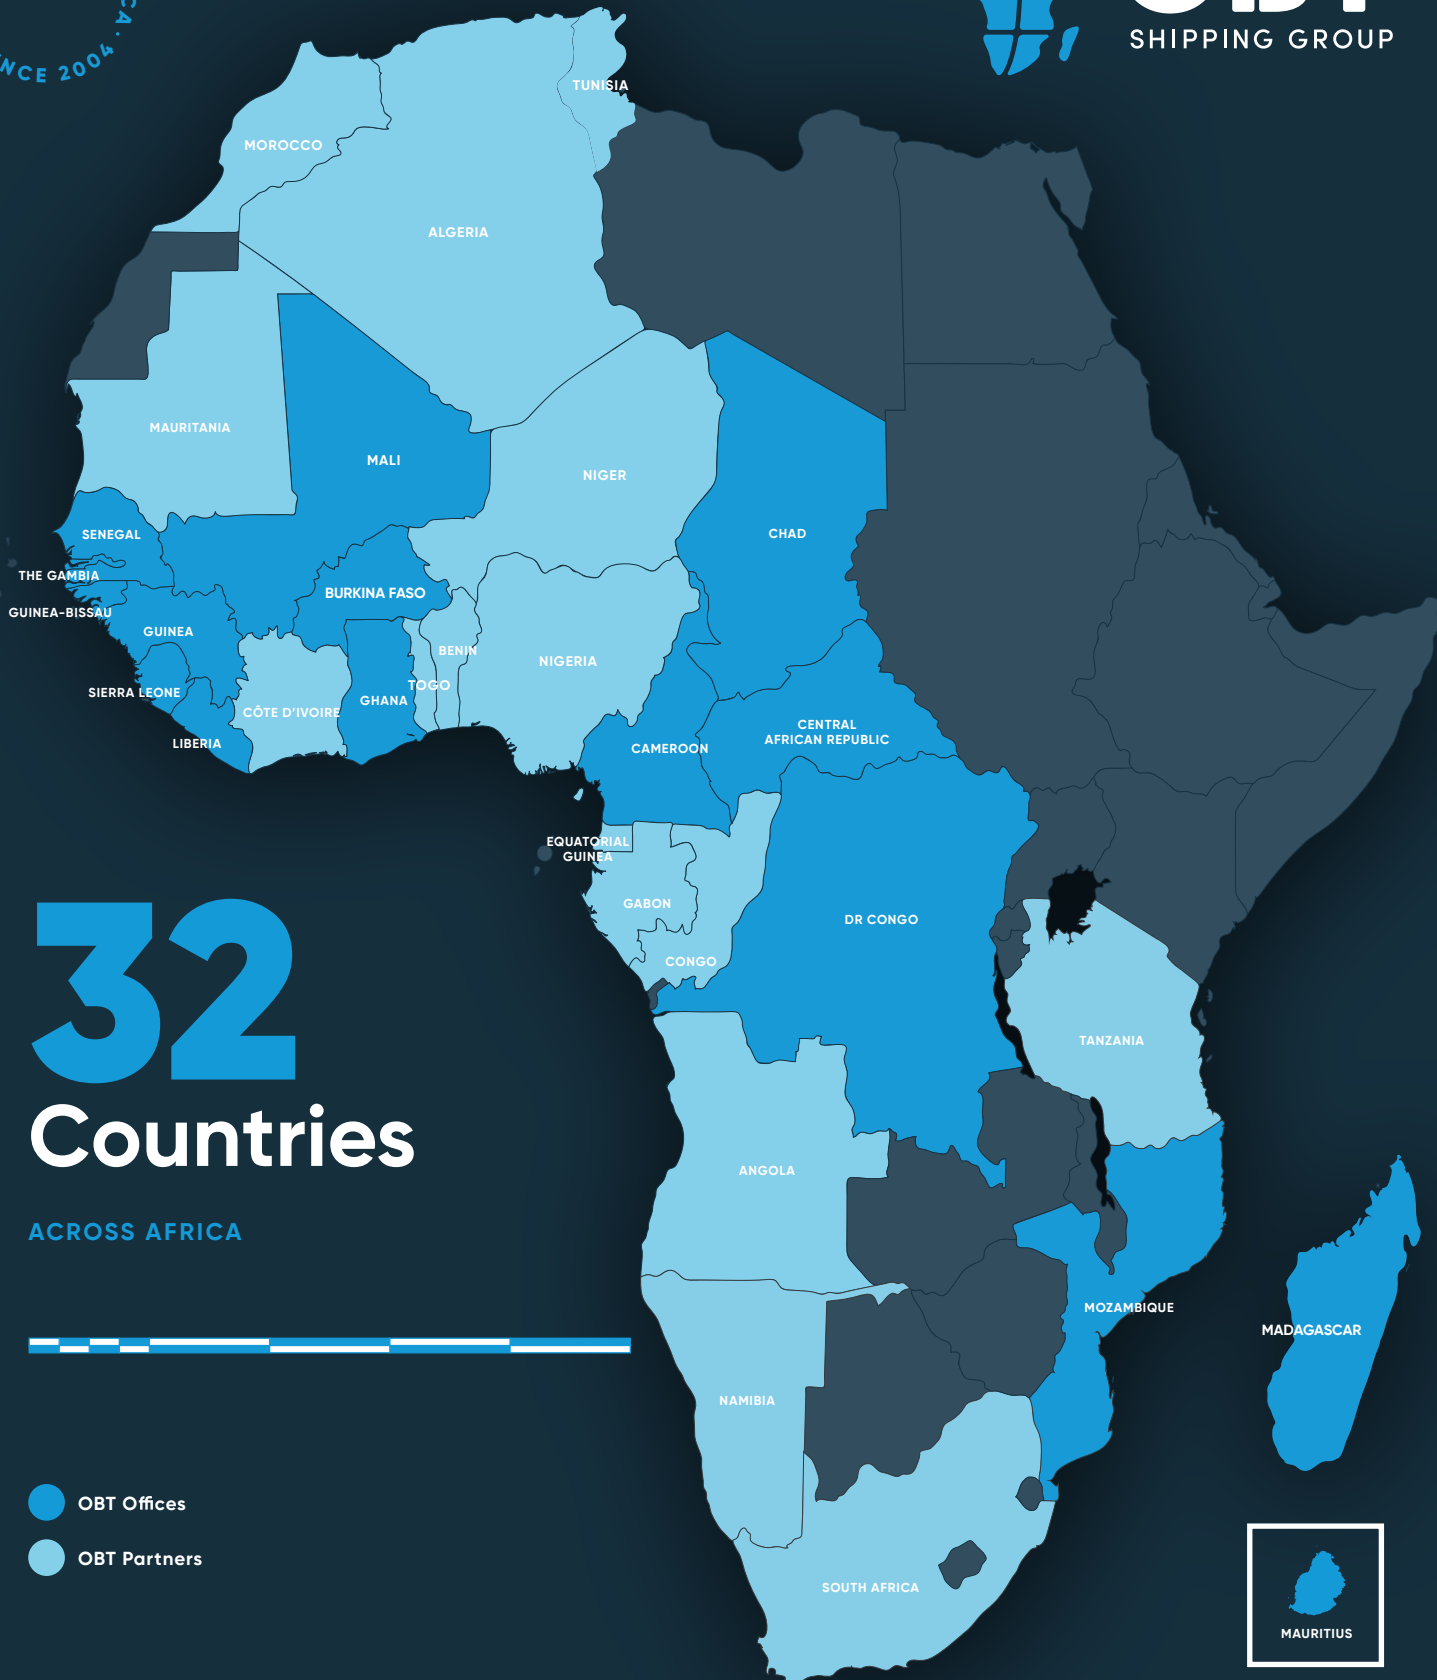 SINCE 2004 ·
SHIPPING GROUP
TUNISIA
MOROCCO
ALGERIA
MAURITANIA
MALI
NIGER
CHAD
SENEGAL
THE GAMBIA
BURKINA FASO
GUINEA-BISSAU
GUINEA
BENIN
NIGERIA
TOGO
SIERRA LEONE
GHANA
CÔTE D'IVOIRE
LIBERIA
CAMEROON
CENTRAL
AFRICAN REPUBLIC
EQUATORIAL
GUINEA
GABON
DR CONGO
CONGO
32
Countries
ACROSS AFRICA
TANZANIA
ANGOLA
MOZAMBIQUE
MADAGASCAR
NAMIBIA
OBT Offices
OBT Partners
SOUTH AFRICA
MAURITIUS